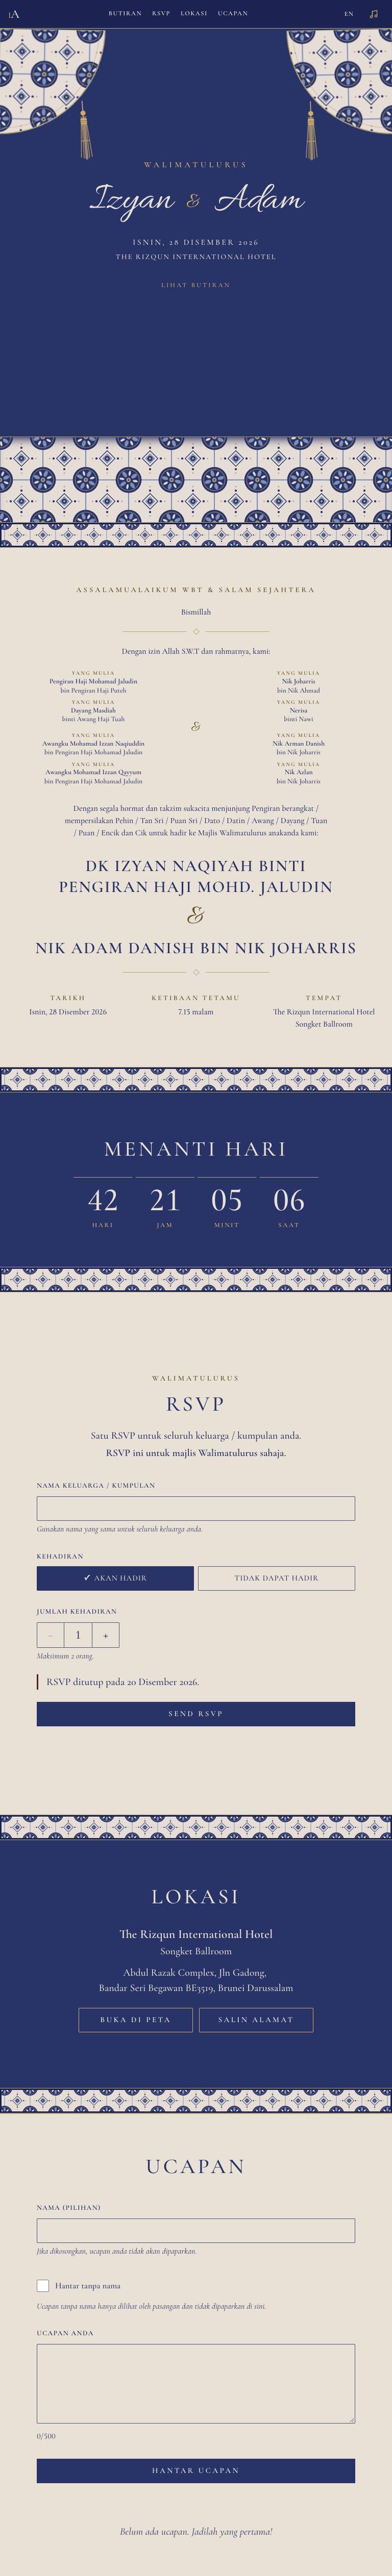 IA
BUTIRAN RSVP LOKASI UCAPAN
EN
WALIMATULURUS
Izyan & Adam
ISNIN, 28 DISEMBER 2026
THE RIZQUN INTERNATIONAL HOTEL
LIHAT BUTIRAN
ASSALAMUALAIKUM WBT & SALAM SEJAHTERA
Bismillah
Dengan izin Allah S.W.T dan rahmatnya, kami:
YANG MULIA
Pengiran Haji Mohamad Jaludin
bin Pengiran Haji Puteh
YANG MULIA
Dayang Masdiah
binti Awang Haji Tuah
YANG MULIA
Awangku Mohamad Izzan Naqiuddin
bin Pengiran Haji Mohamad Jaludin
YANG MULIA
Awangku Mohamad Izzan Qayyum
bin Pengiran Haji Mohamad Jaludin
&
YANG MULIA
Nik Joharris
bin Nik Ahmad
YANG MULIA
Nerisa
binti Nawi
YANG MULIA
Nik Arman Danish
bin Nik Joharris
YANG MULIA
Nik Azlan
bin Nik Joharris
Dengan segala hormat dan takzim sukacita menjunjung Pengiran berangkat /
mempersilakan Pehin / Tan Sri / Puan Sri / Dato / Datin / Awang / Dayang / Tuan
/ Puan / Encik dan Cik untuk hadir ke Majlis Walimatulurus anakanda kami:
DK IZYAN NAQIYAH BINTI
PENGIRAN HAJI MOHD. JALUDIN
&
NIK ADAM DANISH BIN NIK JOHARRIS
TARIKH
Isnin, 28 Disember 2026
KETIBAAN TETAMU
7.15 malam
TEMPAT
The Rizqun International Hotel
Songket Ballroom
MENANTI HARI
42 21 05 06
HARI JAM MINIT SAAT
WALIMATULURUS
RSVP
Satu RSVP untuk seluruh keluarga / kumpulan anda.
RSVP ini untuk majlis Walimatulurus sahaja.
NAMA KELUARGA / KUMPULAN
Gunakan nama yang sama untuk seluruh keluarga anda.
KEHADIRAN
✓ AKAN HADIR
TIDAK DAPAT HADIR
JUMLAH KEHADIRAN
− 1 +
Maksimum 2 orang.
RSVP ditutup pada 20 Disember 2026.
SEND RSVP
LOKASI
The Rizqun International Hotel
Songket Ballroom
Abdul Razak Complex, Jln Gadong,
Bandar Seri Begawan BE3519, Brunei Darussalam
BUKA DI PETA
SALIN ALAMAT
UCAPAN
NAMA (PILIHAN)
Jika dikosongkan, ucapan anda tidak akan dipaparkan.
Hantar tanpa nama
Ucapan tanpa nama hanya dilihat oleh pasangan dan tidak dipaparkan di sini.
UCAPAN ANDA
0/500
HANTAR UCAPAN
Belum ada ucapan. Jadilah yang pertama!